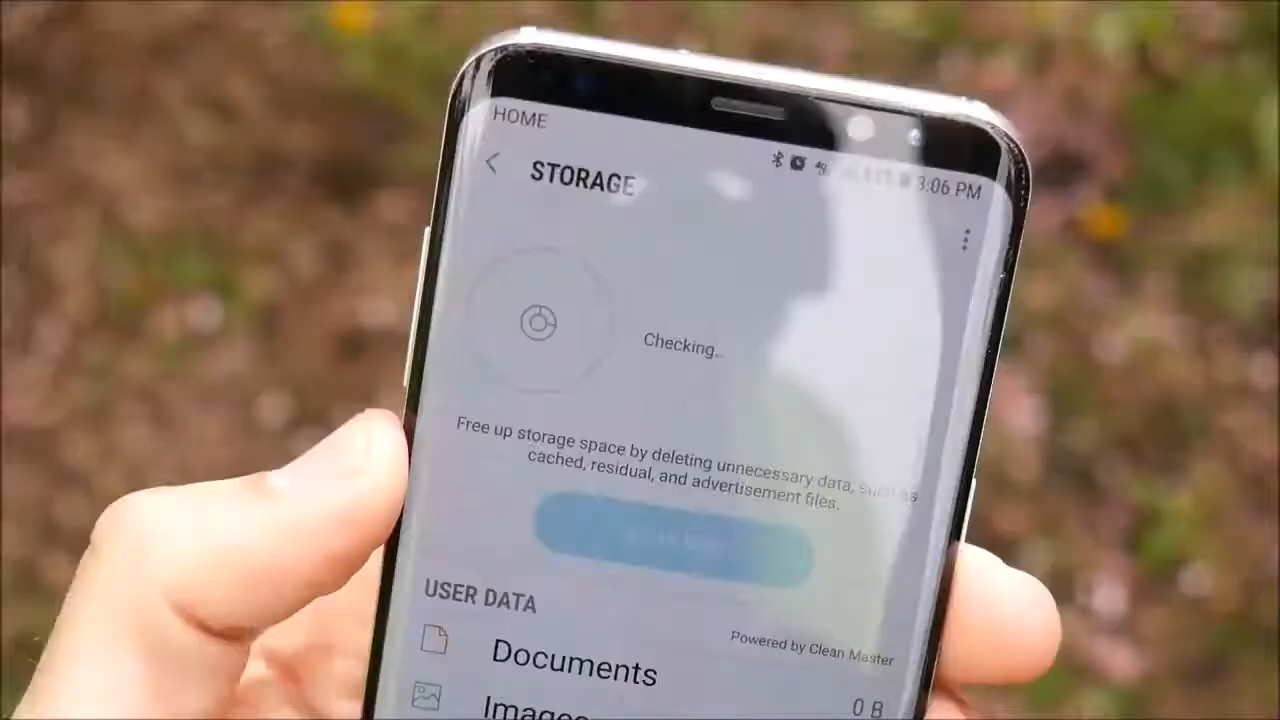 HOME
3:06 PM
STORAGE
Checking...
Free up storage space by deleting unnecessary data, such as
cached, residual, and advertisement files.
USER DATA
Powered by Clean Master
Documents
0 B
Images